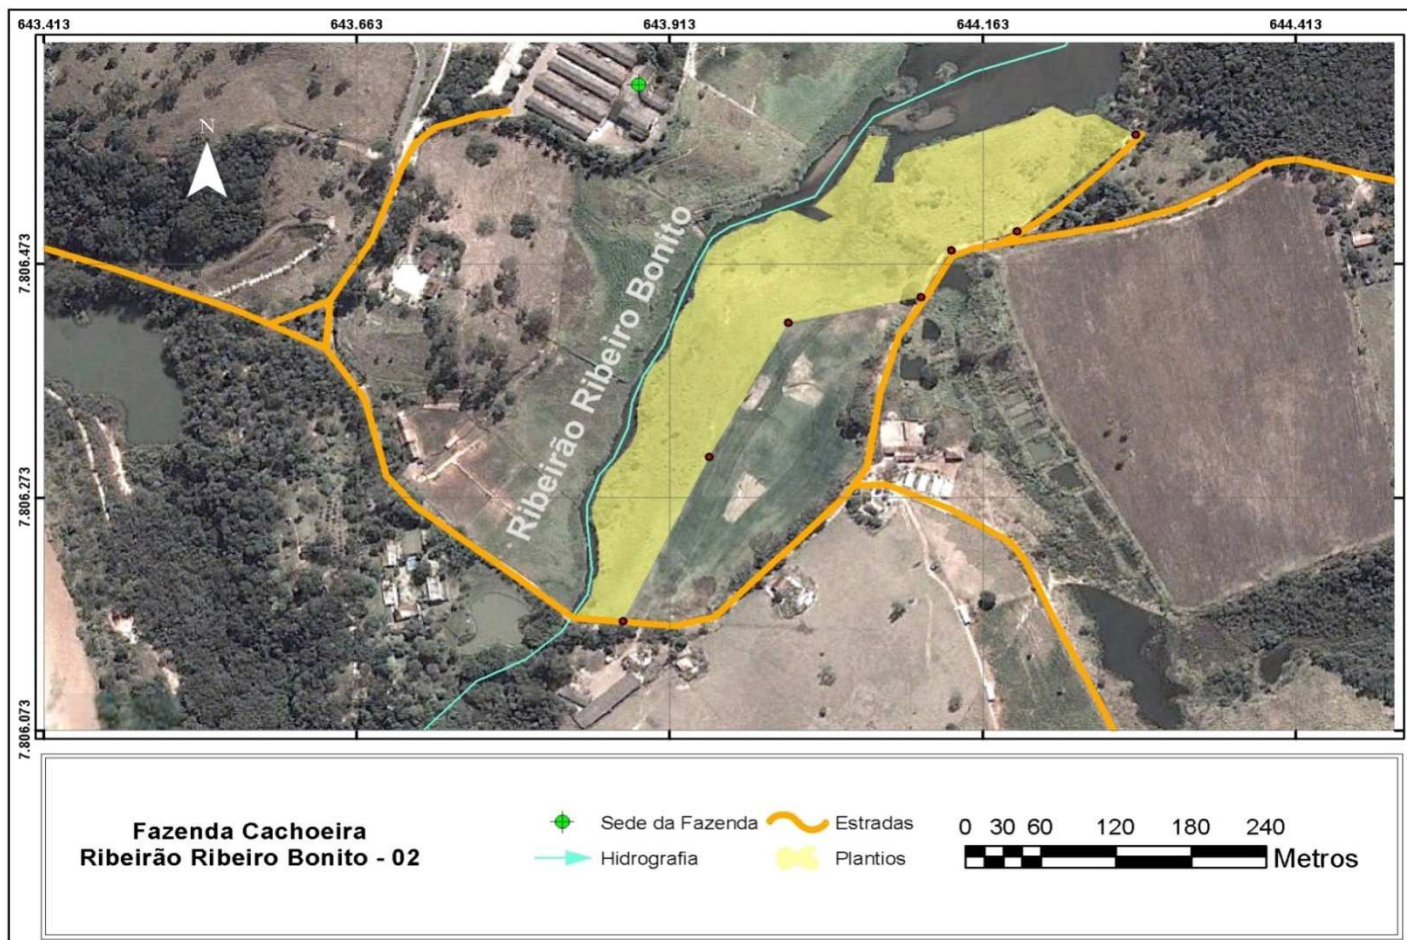 643.413 643.663 643.913 644.163 644.413
N
7.806.473
Ribeirão Ribeiro Bonito
7.806.273
7.806.073
Fazenda Cachoeira
Ribeirão Ribeiro Bonito - 02
Sede da Fazenda
Estradas
Hidrografia
Plantios
0 30 60 120 180 240
Metros